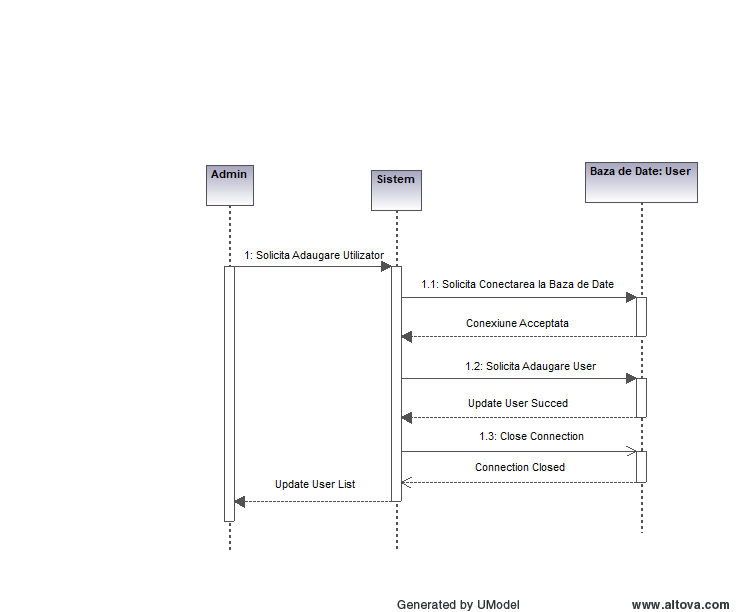 Admin
Sistem
Baza de Date: User
1: Solicita Adaugare Utilizator
1.1: Solicita Conectarea la Baza de Date
Conexiune Acceptata
1.2: Solicita Adaugare User
Update User Succed
1.3: Close Connection
Connection Closed
Update User List
Generated by UModel
www.altova.com